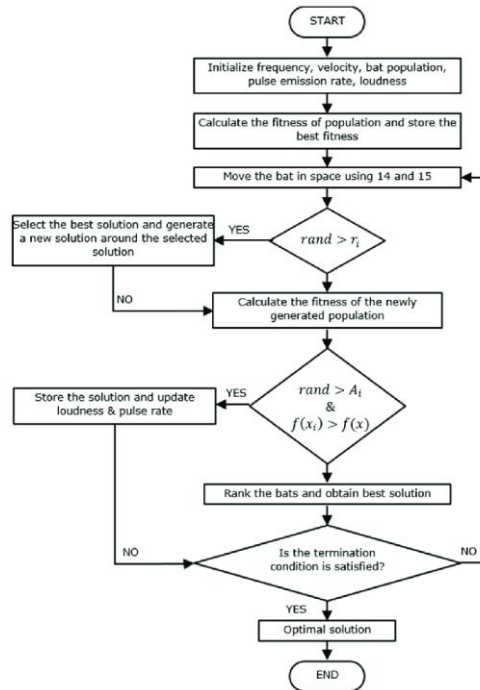 START
Initialize frequency, velocity, bat population,
pulse emission rate, loudness
Calculate the fitness of population and store the
best fitness
Move the bat in space using 14 and 15
Select the best solution and generate
a new solution around the selected
solution
YES
rand > r_i
NO
Calculate the fitness of the newly
generated population
Store the solution and update
loudness & pulse rate
YES
rand > A_i
&
f(x_i) > f(x)
Rank the bats and obtain best solution
NO
Is the termination
condition is satisfied?
NO
YES
Optimal solution
END